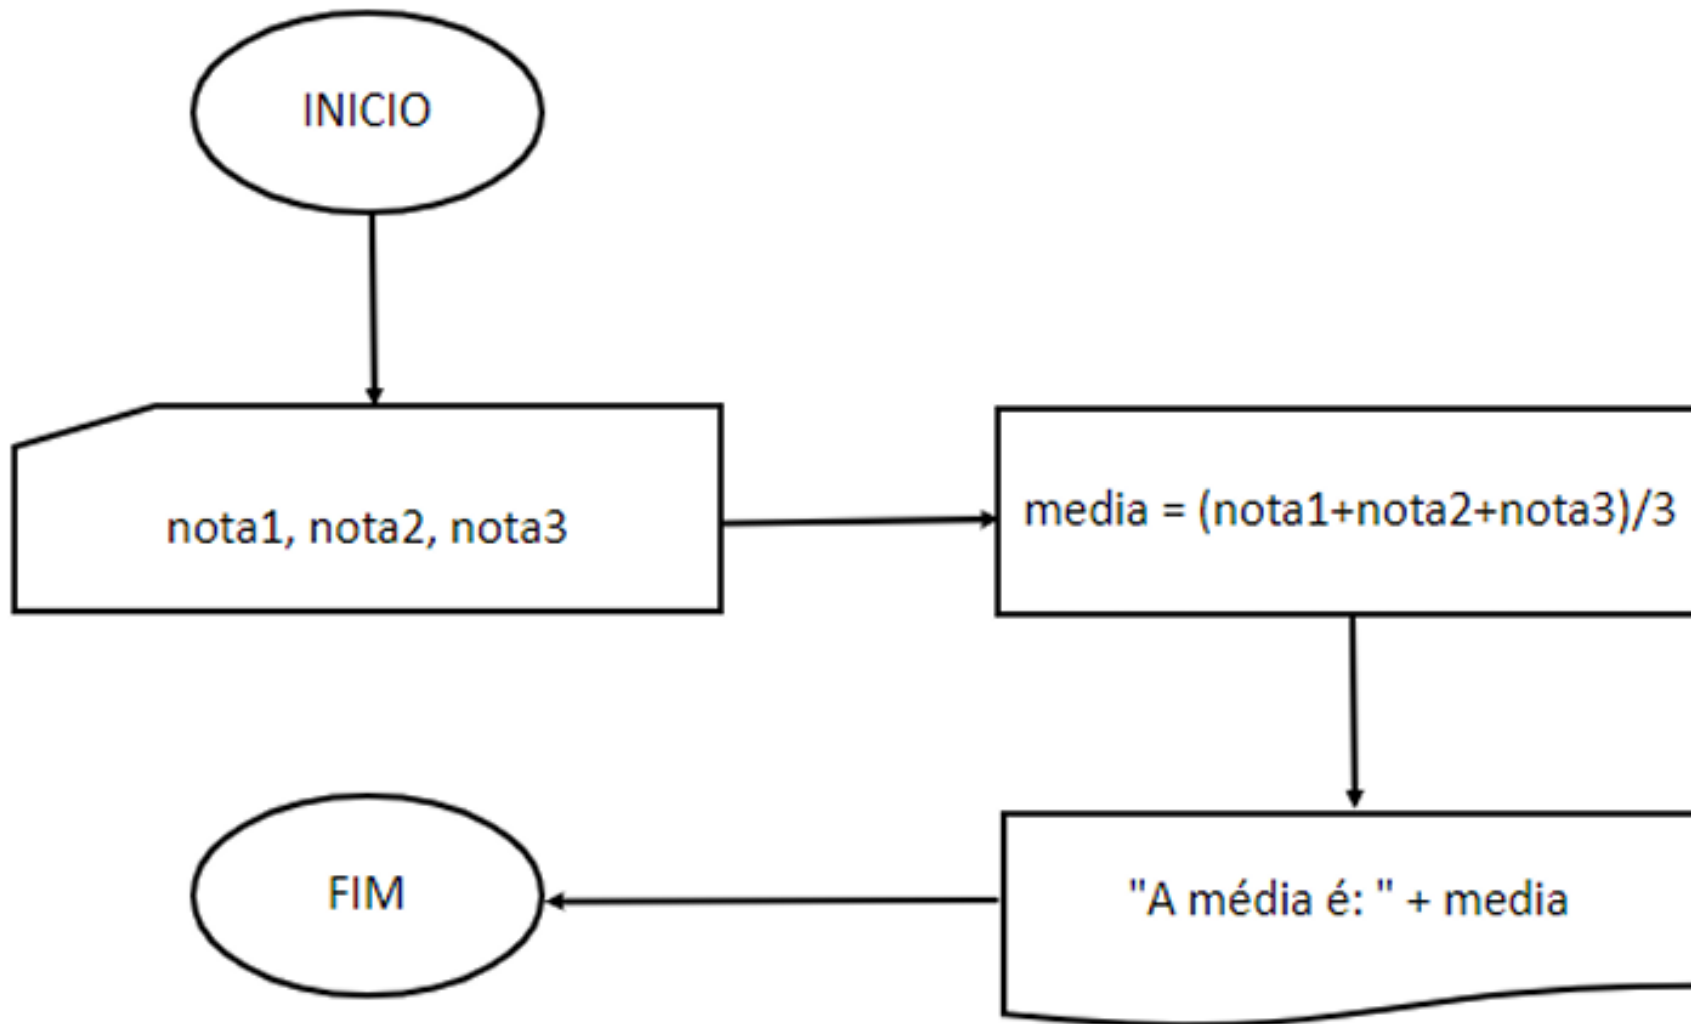 INICIO
nota1, nota2, nota3
media = (nota1+nota2+nota3)/3
"A média é: " + media
FIM